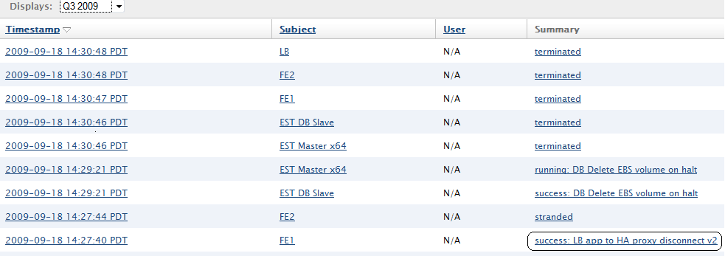 Displays: Q3 2009
Timestamp Subject User Summary
2009-09-18 14:30:48 PDT LB N/A terminated
2009-09-18 14:30:48 PDT FE2 N/A terminated
2009-09-18 14:30:47 PDT FE1 N/A terminated
2009-09-18 14:30:46 PDT EST DB Slave N/A terminated
2009-09-18 14:30:46 PDT EST Master x64 N/A terminated
2009-09-18 14:29:21 PDT EST Master x64 N/A running: DB Delete EBS volume on halt
2009-09-18 14:29:21 PDT EST DB Slave N/A success: DB Delete EBS volume on halt
2009-09-18 14:27:44 PDT FE2 N/A stranded
2009-09-18 14:27:40 PDT FE1 N/A success: LB app to HA proxy disconnect v2